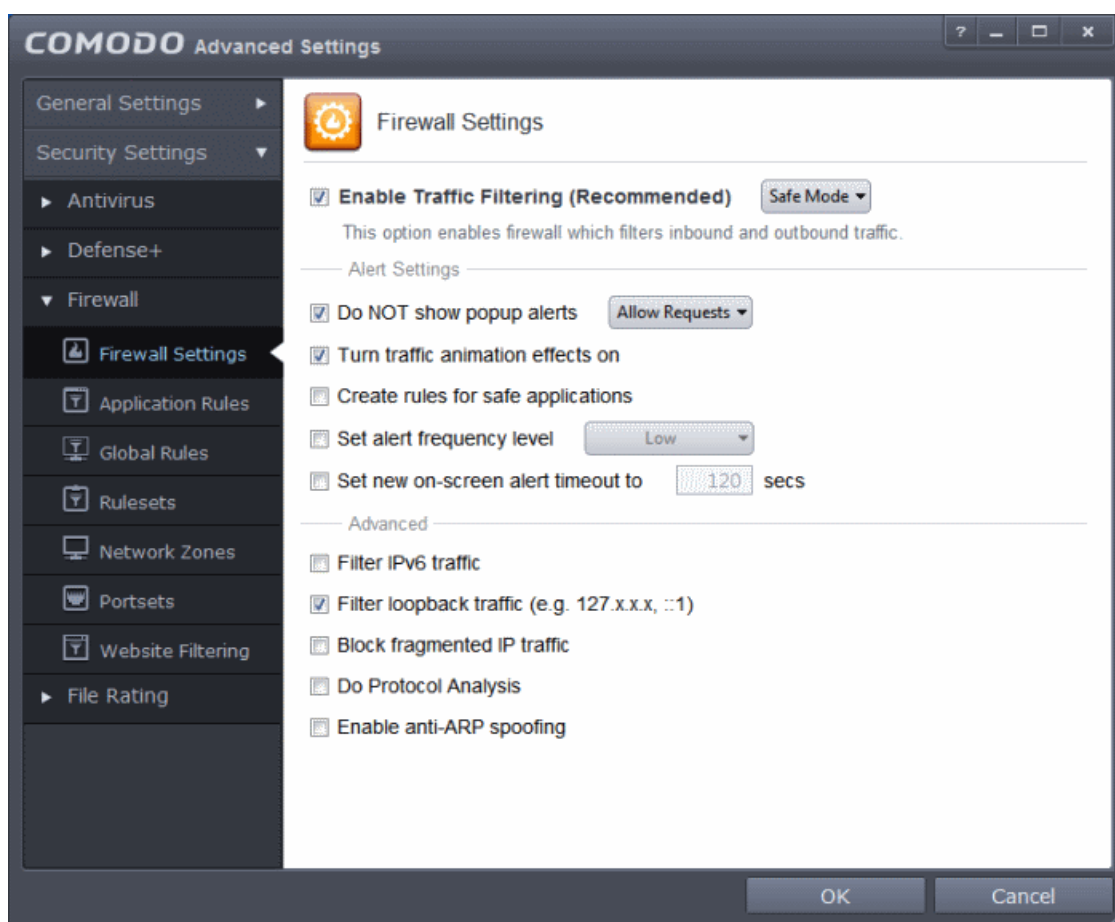 COMODO Advanced Settings
?
General Settings
Security Settings
Antivirus
Defense+
Firewall
Firewall Settings
Application Rules
Global Rules
Rulesets
Network Zones
Portsets
Website Filtering
File Rating
Firewall Settings
Enable Traffic Filtering (Recommended) Safe Mode
This option enables firewall which filters inbound and outbound traffic.
Alert Settings
Do NOT show popup alerts Allow Requests
Turn traffic animation effects on
Create rules for safe applications
Set alert frequency level Low
Set new on-screen alert timeout to 120 secs
Advanced
Filter IPv6 traffic
Filter loopback traffic (e.g. 127.x.x.x, ::1)
Block fragmented IP traffic
Do Protocol Analysis
Enable anti-ARP spoofing
OK Cancel